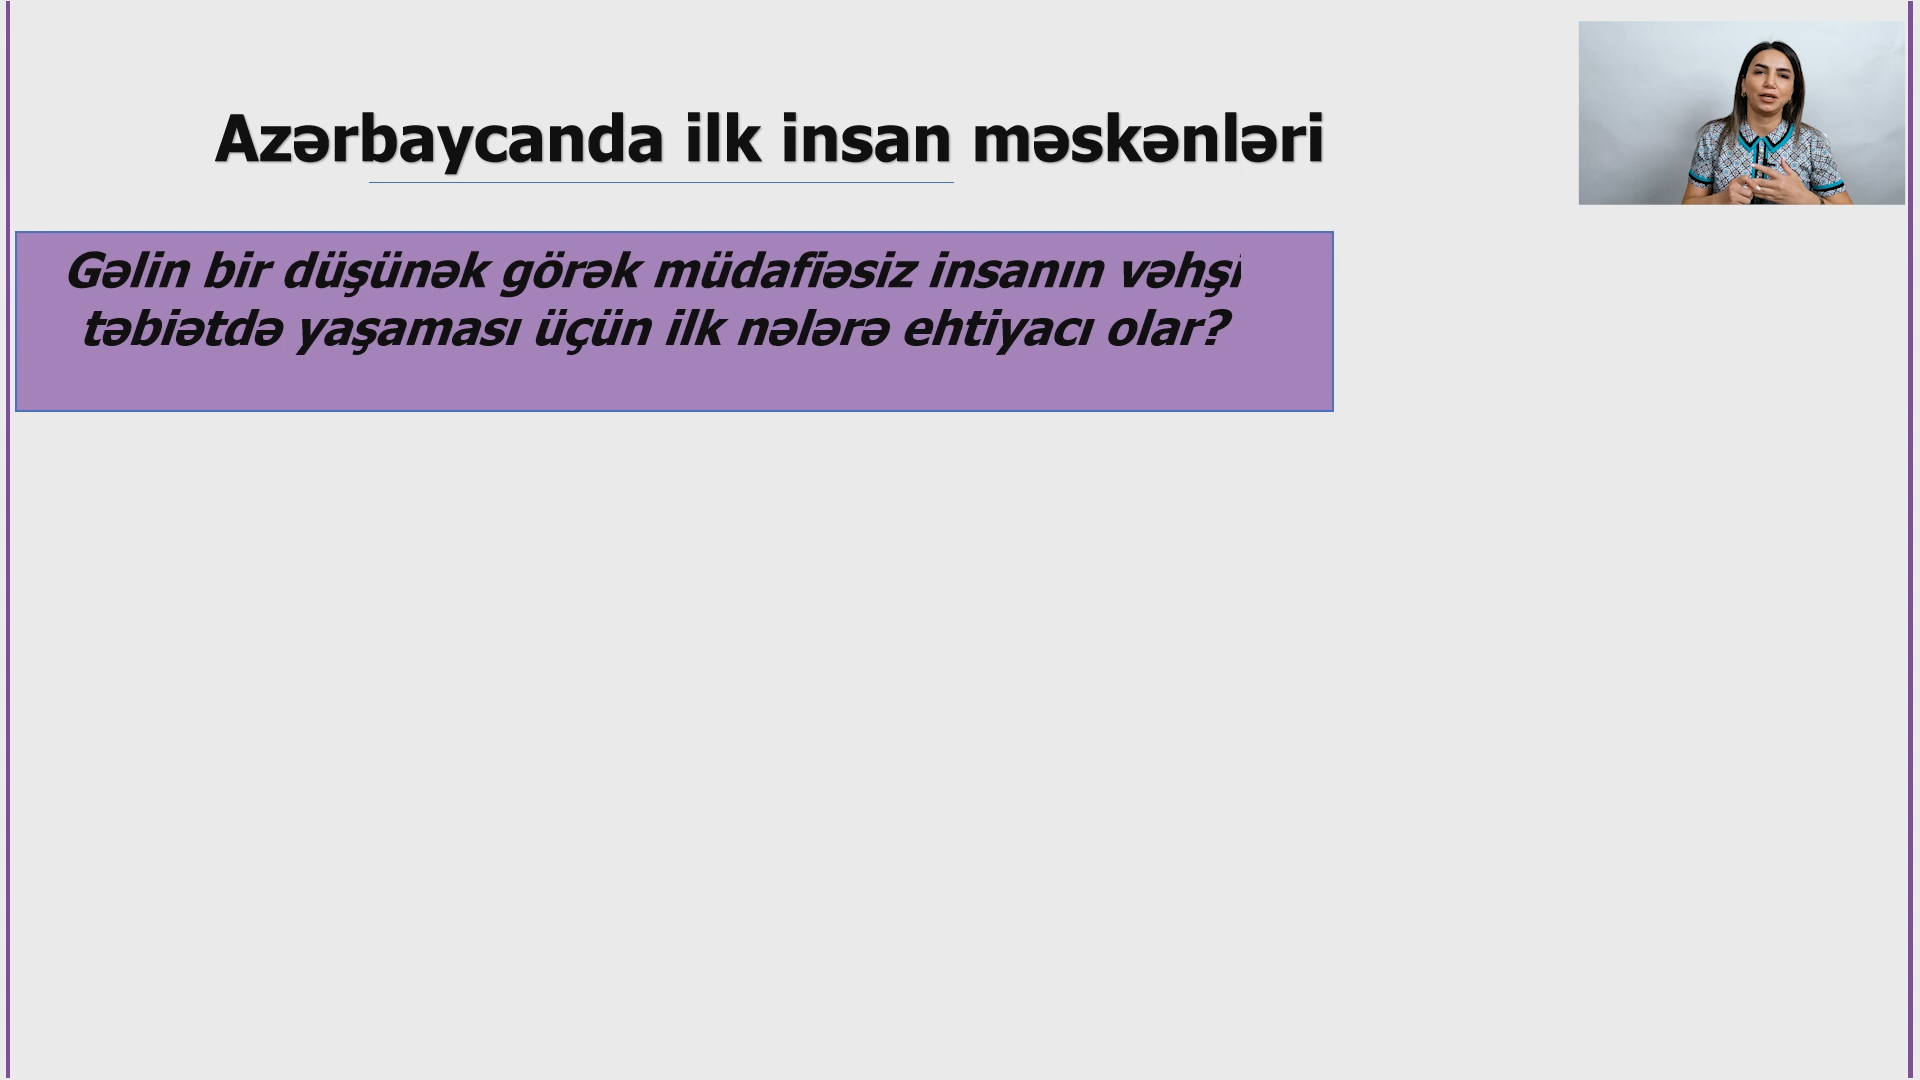 Azərbaycanda ilk insan məskənləri
Gəlin bir düşünək görək müdafiəsiz insanın vəhşi
təbiətdə yaşaması üçün ilk nələrə ehtiyacı olar?